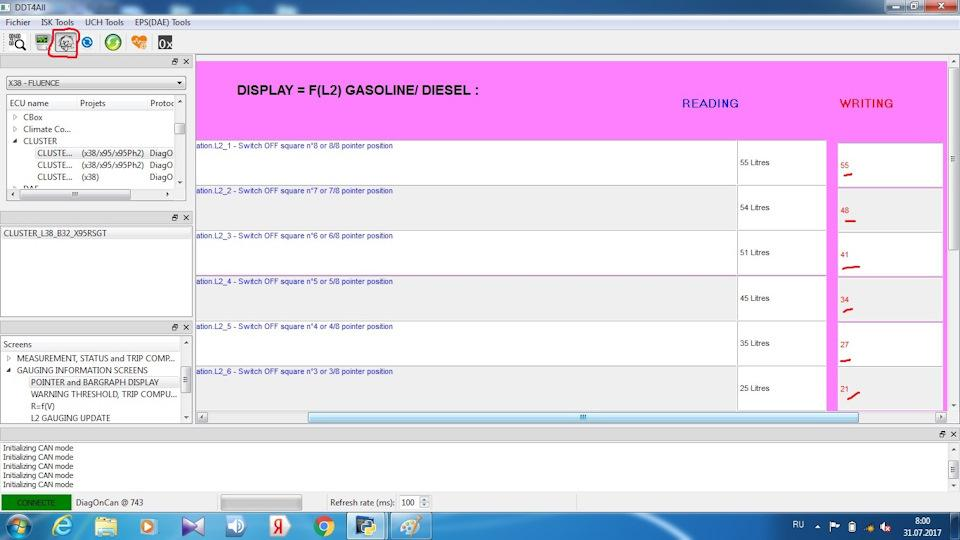 DDT4All
Fichier ISK Tools UCH Tools EPS(DAE) Tools
0x
X38 - FLUENCE
ECU name Projets Protoc
CBox
Climate Co...
CLUSTER
CLUSTE... (x38/x95/x95Ph2) DiagO
CLUSTE... (x38/x95/x95Ph2) DiagO
CLUSTE... (x38) DiagO
CLUSTER_L38_B32_X95RSGT
Screens
MEASUREMENT, STATUS and TRIP COMP...
GAUGING INFORMATION SCREENS
POINTER and BARGRAPH DISPLAY
WARNING THRESHOLD, TRIP COMPU...
R=f(V)
L2 GAUGING UPDATE
DISPLAY = F(L2) GASOLINE/ DIESEL :
READING WRITING
ation.L2_1 - Switch OFF square n°8 or 8/8 pointer position 55 Litres 55
ation.L2_2 - Switch OFF square n°7 or 7/8 pointer position 54 Litres 48
ation.L2_3 - Switch OFF square n°6 or 6/8 pointer position 51 Litres 41
ation.L2_4 - Switch OFF square n°5 or 5/8 pointer position 45 Litres 34
ation.L2_5 - Switch OFF square n°4 or 4/8 pointer position 35 Litres 27
ation.L2_6 - Switch OFF square n°3 or 3/8 pointer position 25 Litres 21
Initializing CAN mode
Initializing CAN mode
Initializing CAN mode
Initializing CAN mode
Initializing CAN mode
CONNECTE DiagOnCan @ 743 Refresh rate (ms): 100
Я RU 8:00
31.07.2017